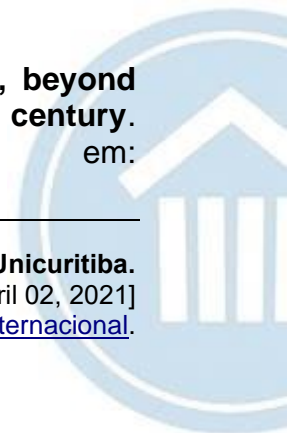 , beyond
century.
em:
Unicuritiba.
ril 02, 2021]
ternacional.